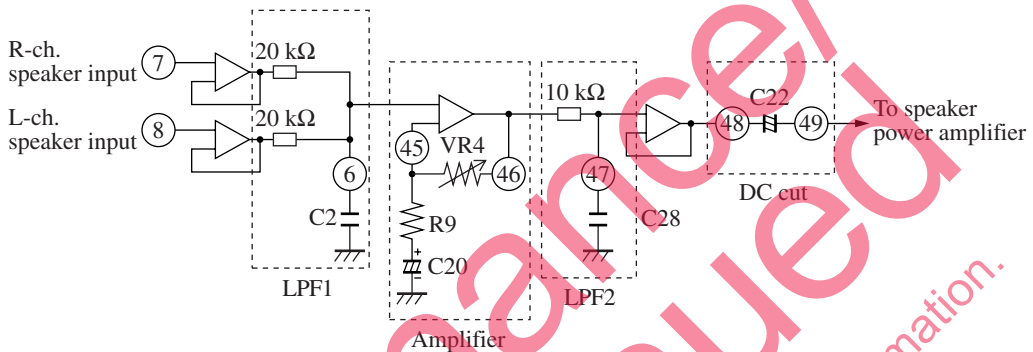 R-ch.
speaker input
7
20 kΩ
L-ch.
speaker input
8
20 kΩ
6
C2
LPF1
45
VR4
46
R9
+
C20
−
Amplifier
10 kΩ
47
C28
LPF2
C22
48
49
DC cut
To speaker
power amplifier